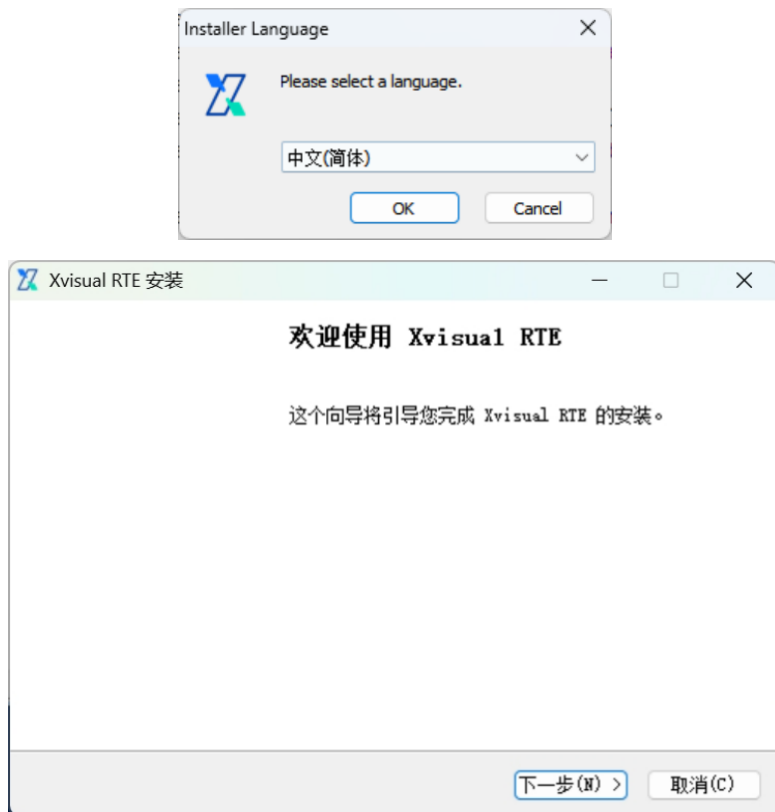 Installer Language
Please select a language.
中文(简体)
OK Cancel
Xvisual RTE 安装
欢迎使用 Xvisual RTE
这个向导将引导您完成 Xvisual RTE 的安装。
下一步(N) > 取消(C)